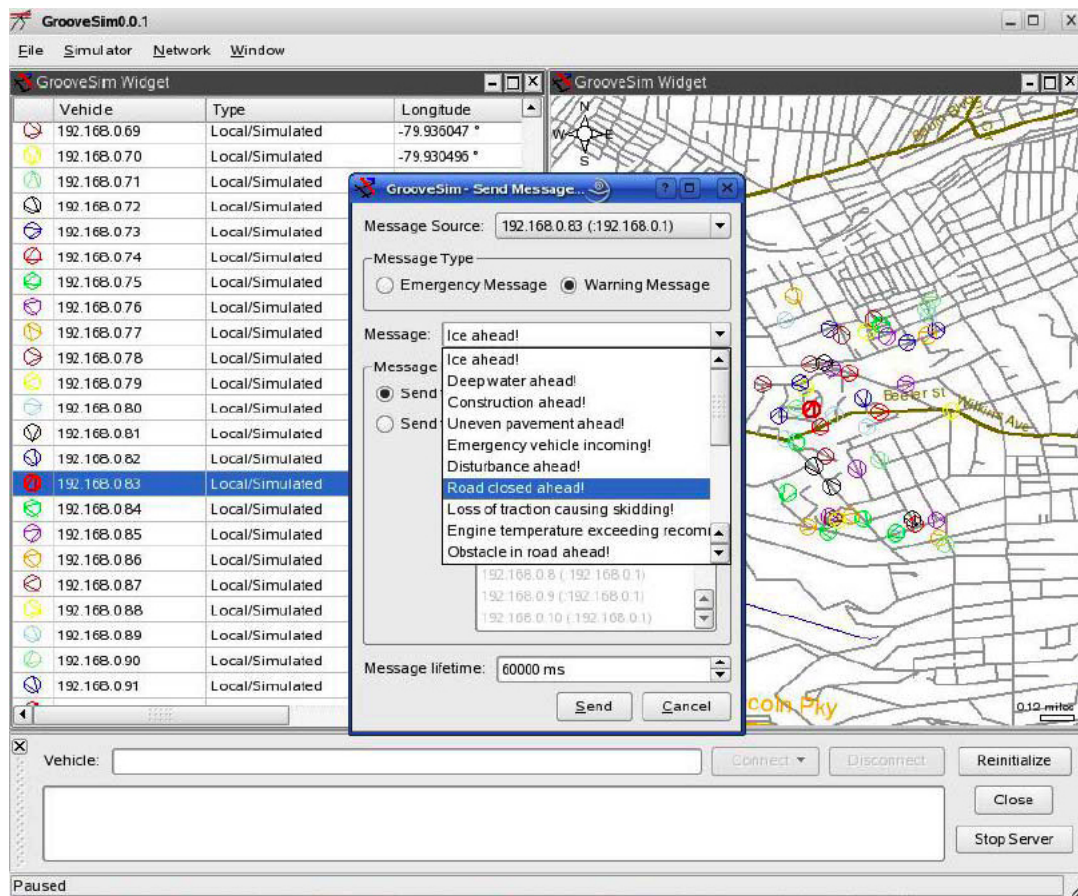 GrooveSim0.0.1
File Simulator Network Window
GrooveSim Widget
Vehicle Type Longitude
192.168.0.69 Local/Simulated -79.936047 °
192.168.0.70 Local/Simulated -79.930496 °
192.168.0.71 Local/Simulated
192.168.0.72 Local/Simulated
192.168.0.73 Local/Simulated
192.168.0.74 Local/Simulated
192.168.0.75 Local/Simulated
192.168.0.76 Local/Simulated
192.168.0.77 Local/Simulated
192.168.0.78 Local/Simulated
192.168.0.79 Local/Simulated
192.168.0.80 Local/Simulated
192.168.0.81 Local/Simulated
192.168.0.82 Local/Simulated
192.168.0.83 Local/Simulated
192.168.0.84 Local/Simulated
192.168.0.85 Local/Simulated
192.168.0.86 Local/Simulated
192.168.0.87 Local/Simulated
192.168.0.88 Local/Simulated
192.168.0.89 Local/Simulated
192.168.0.90 Local/Simulated
192.168.0.91 Local/Simulated
GrooveSim - Send Message...
Message Source: 192.168.0.83 (:192.168.0.1)
Message Type
Emergency Message Warning Message
Message: Ice ahead!
Ice ahead!
Deep water ahead!
Construction ahead!
Uneven pavement ahead!
Emergency vehicle incoming!
Disturbance ahead!
Road closed ahead!
Loss of traction causing skidding!
Engine temperature exceeding recom
Obstacle in road ahead!
Message
Send
Send
192.168.0.8 (:192.168.0.1)
192.168.0.9 (:192.168.0.1)
192.168.0.10 (:192.168.0.1)
Message lifetime: 60000 ms
Send Cancel
GrooveSim Widget
N
W E
S
Baum Blvd
Beeler St
Wilkins Ave
coln Pky
0.12 miles
Vehicle: Connect Disconnect Reinitialize
Close
Stop Server
Paused